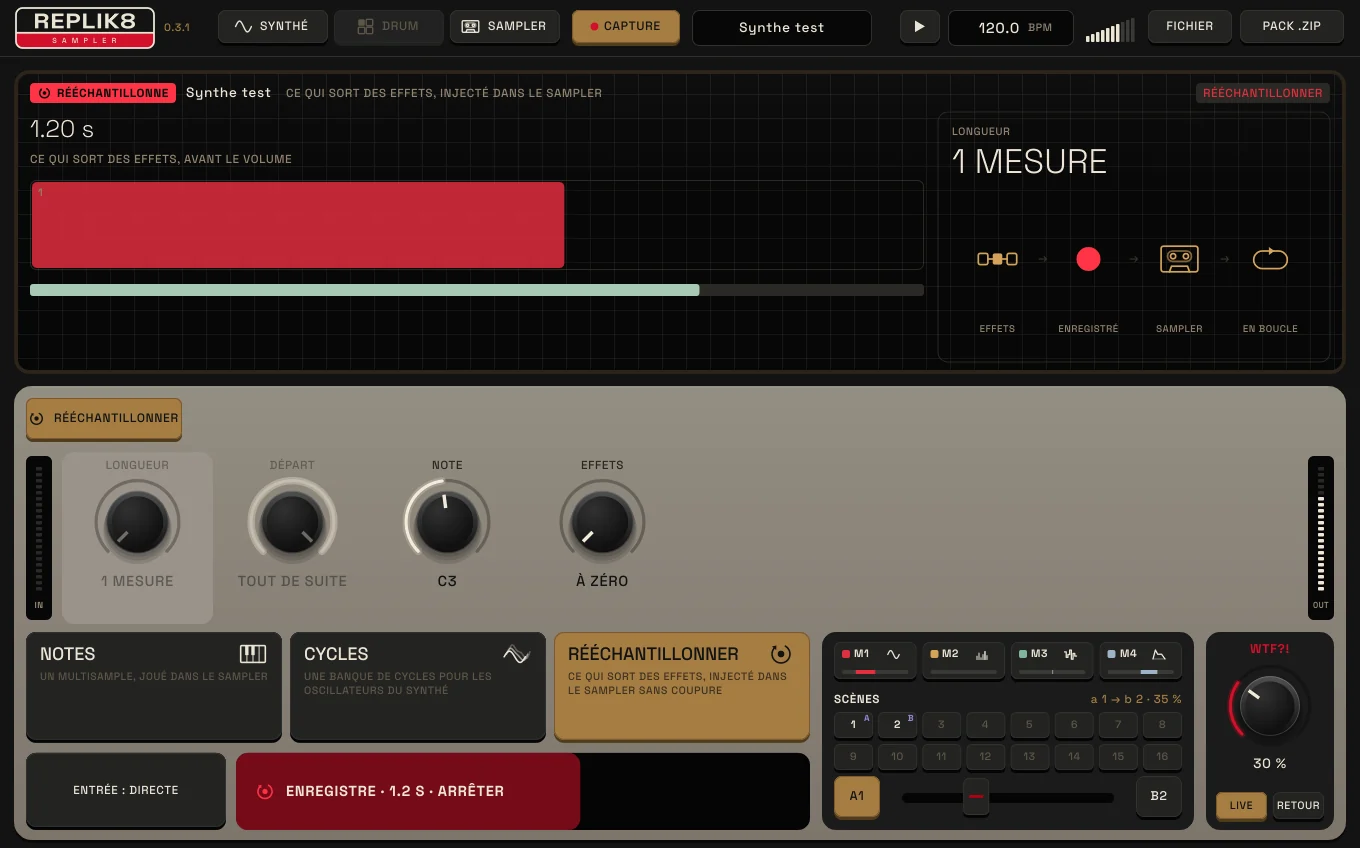 REPLIK8
SAMPLER
0.3.1
SYNTHÉ
DRUM
SAMPLER
CAPTURE
Synthe test
120.0 BPM
FICHIER
PACK .ZIP
RÉÉCHANTILLONNE
Synthe test
CE QUI SORT DES EFFETS, INJECTÉ DANS LE SAMPLER
RÉÉCHANTILLONNER
1.20 s
CE QUI SORT DES EFFETS, AVANT LE VOLUME
1
LONGUEUR
1 MESURE
→
→
→
EFFETS
ENREGISTRÉ
SAMPLER
EN BOUCLE
RÉÉCHANTILLONNER
LONGUEUR
DÉPART
NOTE
EFFETS
1 MESURE
TOUT DE SUITE
C3
À ZÉRO
IN
OUT
NOTES
UN MULTISAMPLE, JOUÉ DANS LE SAMPLER
CYCLES
UNE BANQUE DE CYCLES POUR LES
OSCILLATEURS DU SYNTHÉ
RÉÉCHANTILLONNER
CE QUI SORT DES EFFETS, INJECTÉ DANS
LE SAMPLER SANS COUPURE
ENTRÉE : DIRECTE
ENREGISTRE · 1.2 S · ARRÊTER
M1
M2
M3
M4
SCÈNES
a 1 → b 2 · 35 %
1 A
2 B
3
4
5
6
7
8
9
10
11
12
13
14
15
16
A1
B2
WTF?!
30 %
LIVE
RETOUR